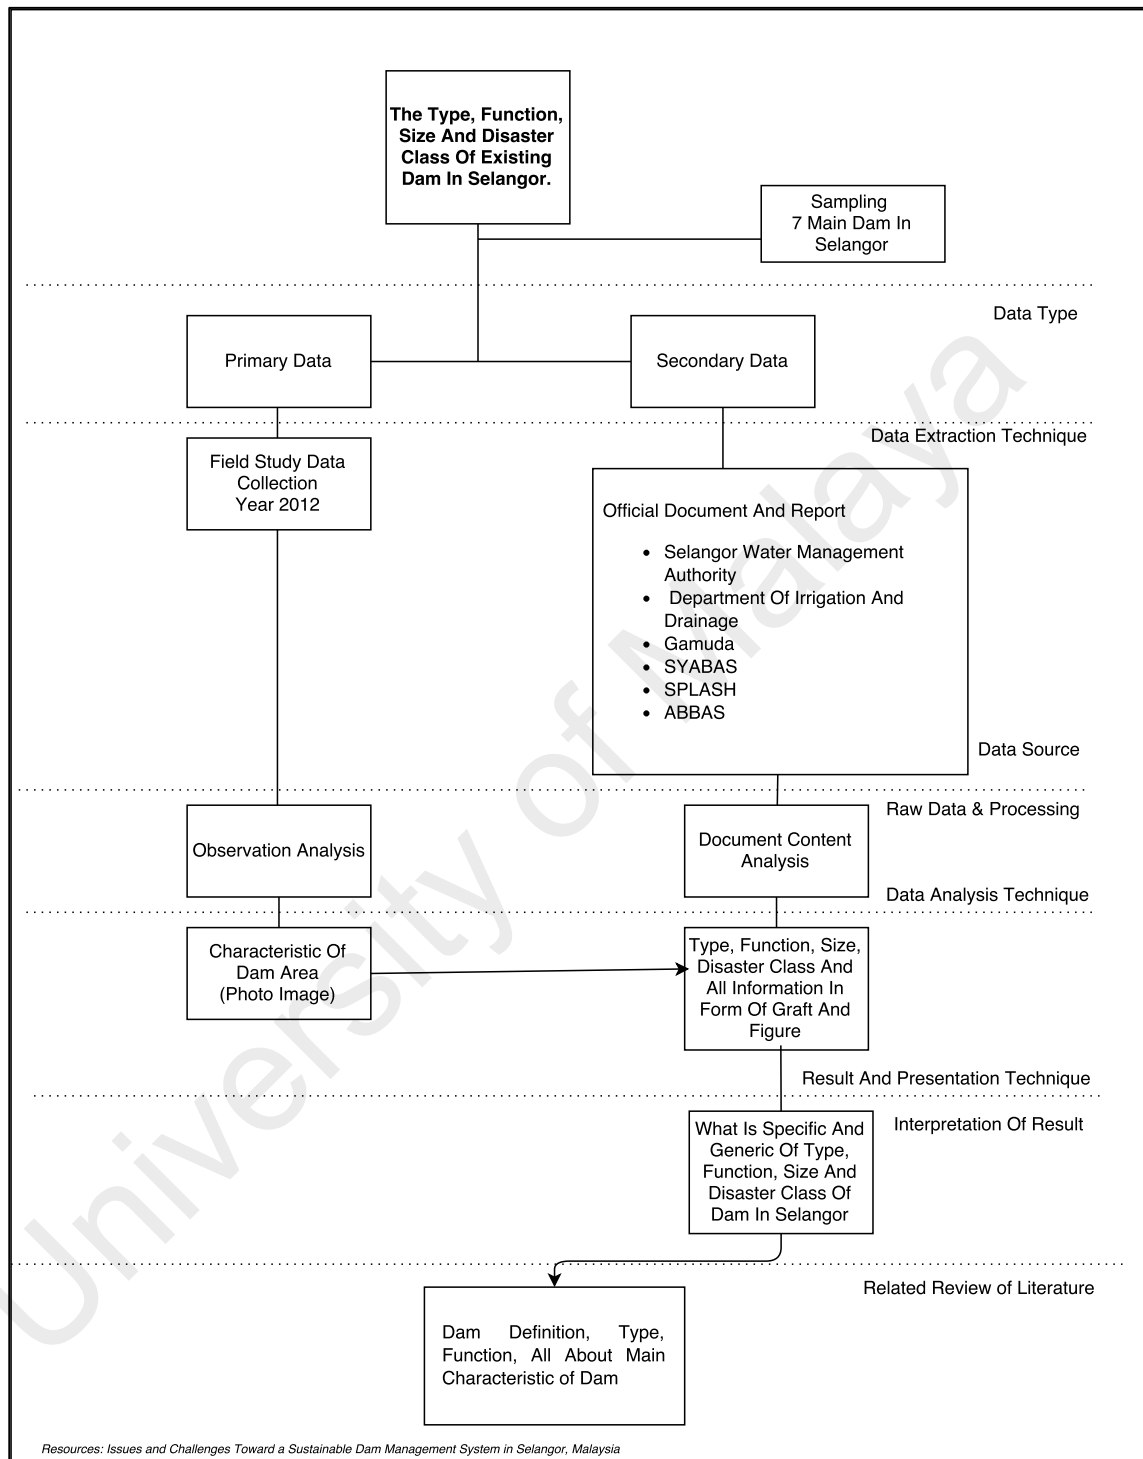 The Type, Function,
Size And Disaster
Class Of Existing
Dam In Selangor.
Sampling
7 Main Dam In
Selangor
Data Type
Primary Data
Secondary Data
Data Extraction Technique
Field Study Data
Collection
Year 2012
Official Document And Report
• Selangor Water Management
Authority
• Department Of Irrigation And
Drainage
• Gamuda
• SYABAS
• SPLASH
• ABBAS
Data Source
Raw Data & Processing
Observation Analysis
Document Content
Analysis
Data Analysis Technique
Characteristic Of
Dam Area
(Photo Image)
Type, Function, Size,
Disaster Class And
All Information In
Form Of Graft And
Figure
Result And Presentation Technique
Interpretation Of Result
What Is Specific And
Generic Of Type,
Function, Size And
Disaster Class Of
Dam In Selangor
Related Review of Literature
Dam Definition, Type,
Function, All About Main
Characteristic of Dam
Resources: Issues and Challenges Toward a Sustainable Dam Management System in Selangor, Malaysia
University of Malaya